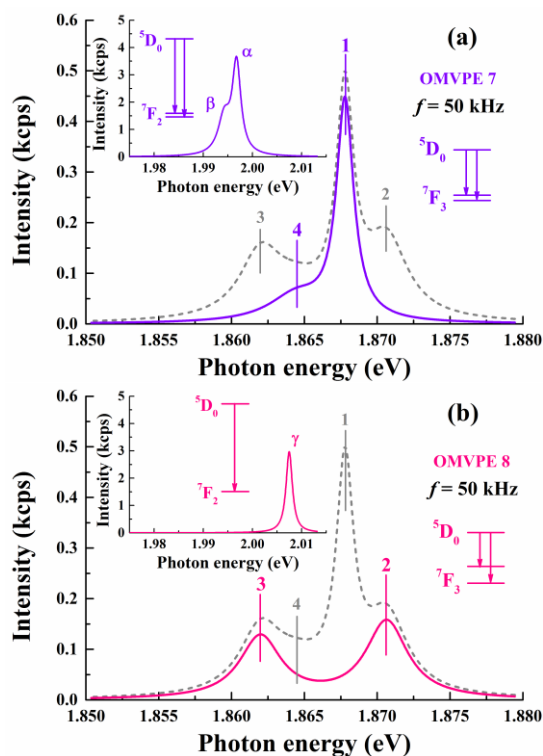 (a)
OMVPE 7
f = 50 kHz
⁵D₀
⁷F₃
1
2
3
4
Intensity (kcps)
0.6
0.5
0.4
0.3
0.2
0.1
0.0
1.850 1.855 1.860 1.865 1.870 1.875 1.880
Photon energy (eV)
⁵D₀
⁷F₂
α
β
Intensity (kcps)
5
4
3
2
1
0
1.98 1.99 2.00 2.01
Photon energy (eV)
(b)
OMVPE 8
f = 50 kHz
⁵D₀
⁷F₃
1
2
3
4
Intensity (kcps)
0.6
0.5
0.4
0.3
0.2
0.1
0.0
1.850 1.855 1.860 1.865 1.870 1.875 1.880
Photon energy (eV)
⁵D₀
⁷F₂
γ
Intensity (kcps)
5
4
3
2
1
0
1.98 1.99 2.00 2.01
Photon energy (eV)